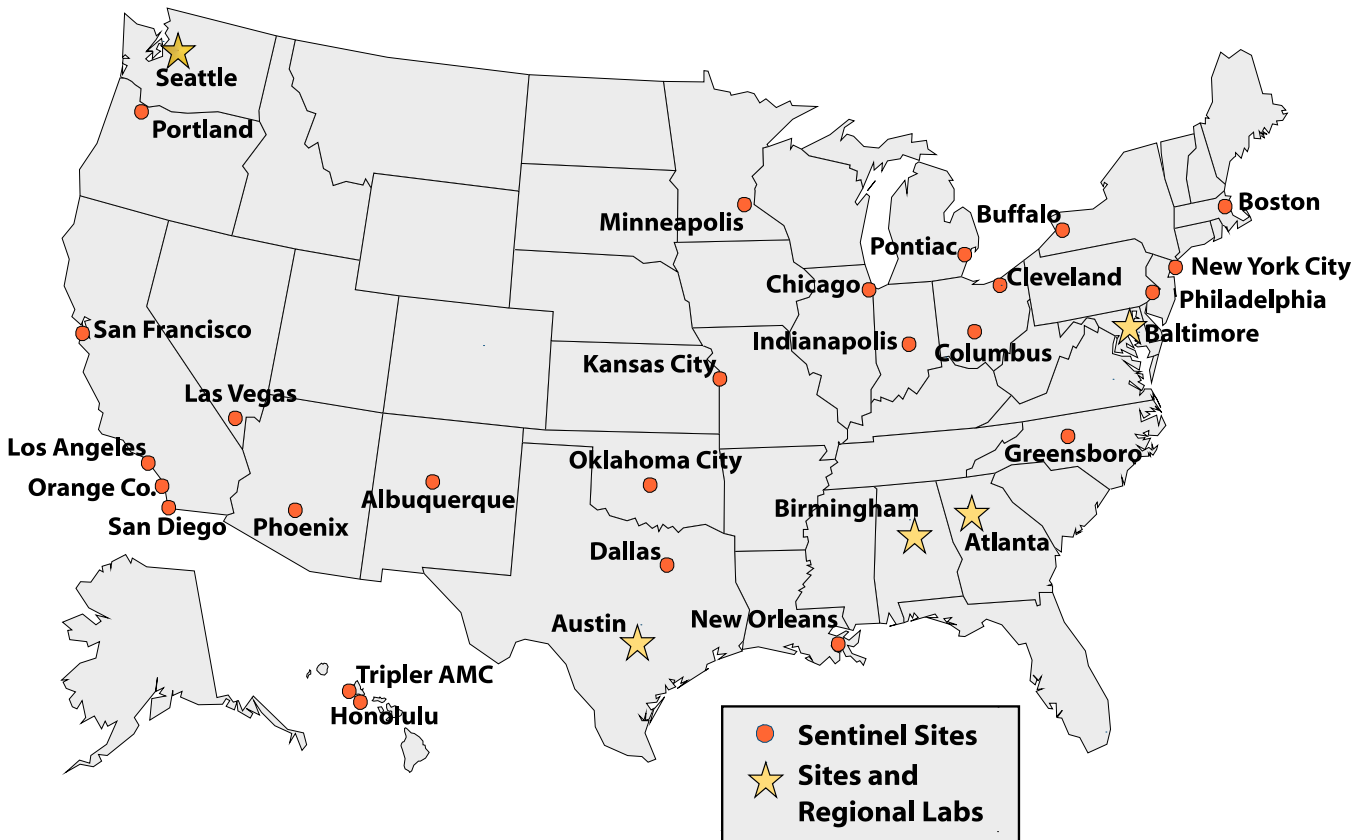 Seattle
Portland
Minneapolis
Buffalo
Boston
Pontiac
New York City
Chicago
Cleveland
Philadelphia
San Francisco
Indianapolis
Columbus
Baltimore
Kansas City
Las Vegas
Los Angeles
Oklahoma City
Greensboro
Orange Co.
Albuquerque
San Diego
Phoenix
Birmingham
Atlanta
Dallas
Austin
New Orleans
Tripler AMC
Honolulu
Sentinel Sites
Sites and
Regional Labs